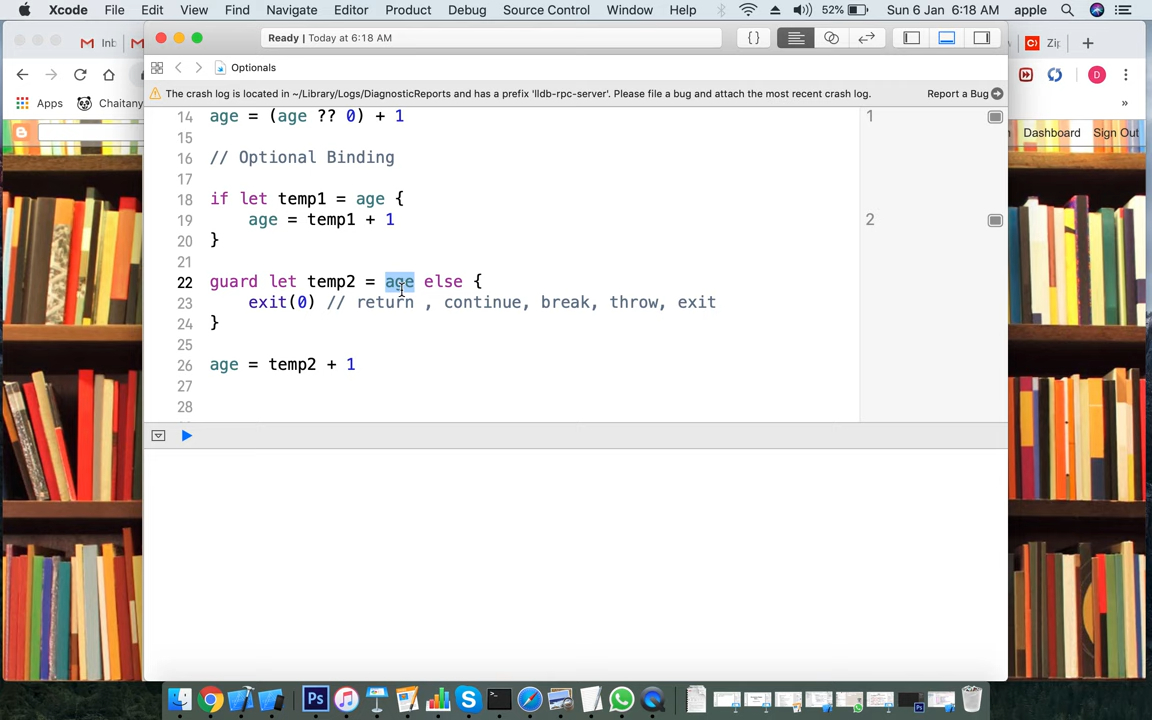 Xcode File Edit View Find Navigate Editor Product Debug Source Control Window Help 52% Sun 6 Jan 6:18 AM apple
Inb
Ready | Today at 6:18 AM
{ }
Zip
Optionals
Apps Chaitany
The crash log is located in ~/Library/Logs/DiagnosticReports and has a prefix 'lldb-rpc-server'. Please file a bug and attach the most recent crash log. Report a Bug
D
»
Dashboard Sign Out
14 age = (age ?? 0) + 1 1
15
16 // Optional Binding
17
18 if let temp1 = age {
19 age = temp1 + 1 2
20 }
21
22 guard let temp2 = age else {
23 exit(0) // return , continue, break, throw, exit
24 }
25
26 age = temp2 + 1
27
28
Ps